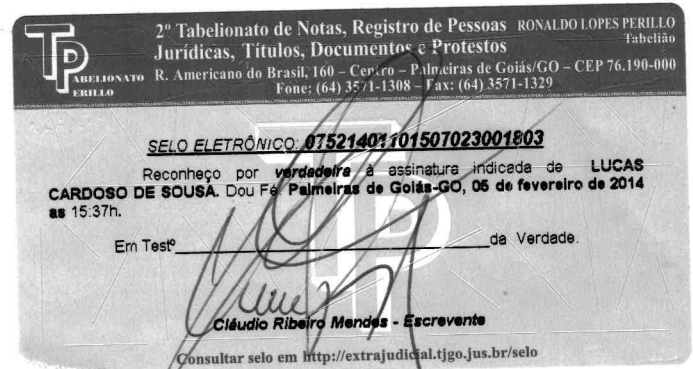 2º Tabelionato de Notas, Registro de Pessoas RONALDO LOPES PERILLO
Jurídicas, Títulos, Documentos e Protestos Tabelião
TP
TABELIONATO
PERILLO
R. Americano do Brasil, 160 – Centro – Palmeiras de Goiás/GO – CEP 76.190-000
Fone: (64) 3571-1308 – Fax: (64) 3571-1329
SELO ELETRÔNICO: 07521401101507023001803
Reconheço por verdadeira a assinatura indicada de LUCAS
CARDOSO DE SOUSA. Dou Fé. Palmeiras de Goiás-GO, 05 de fevereiro de 2014
as 15:37h.
Em Testº da Verdade.
Cláudio Ribeiro Mendes - Escrevente
Consultar selo em http://extrajudicial.tjgo.jus.br/selo